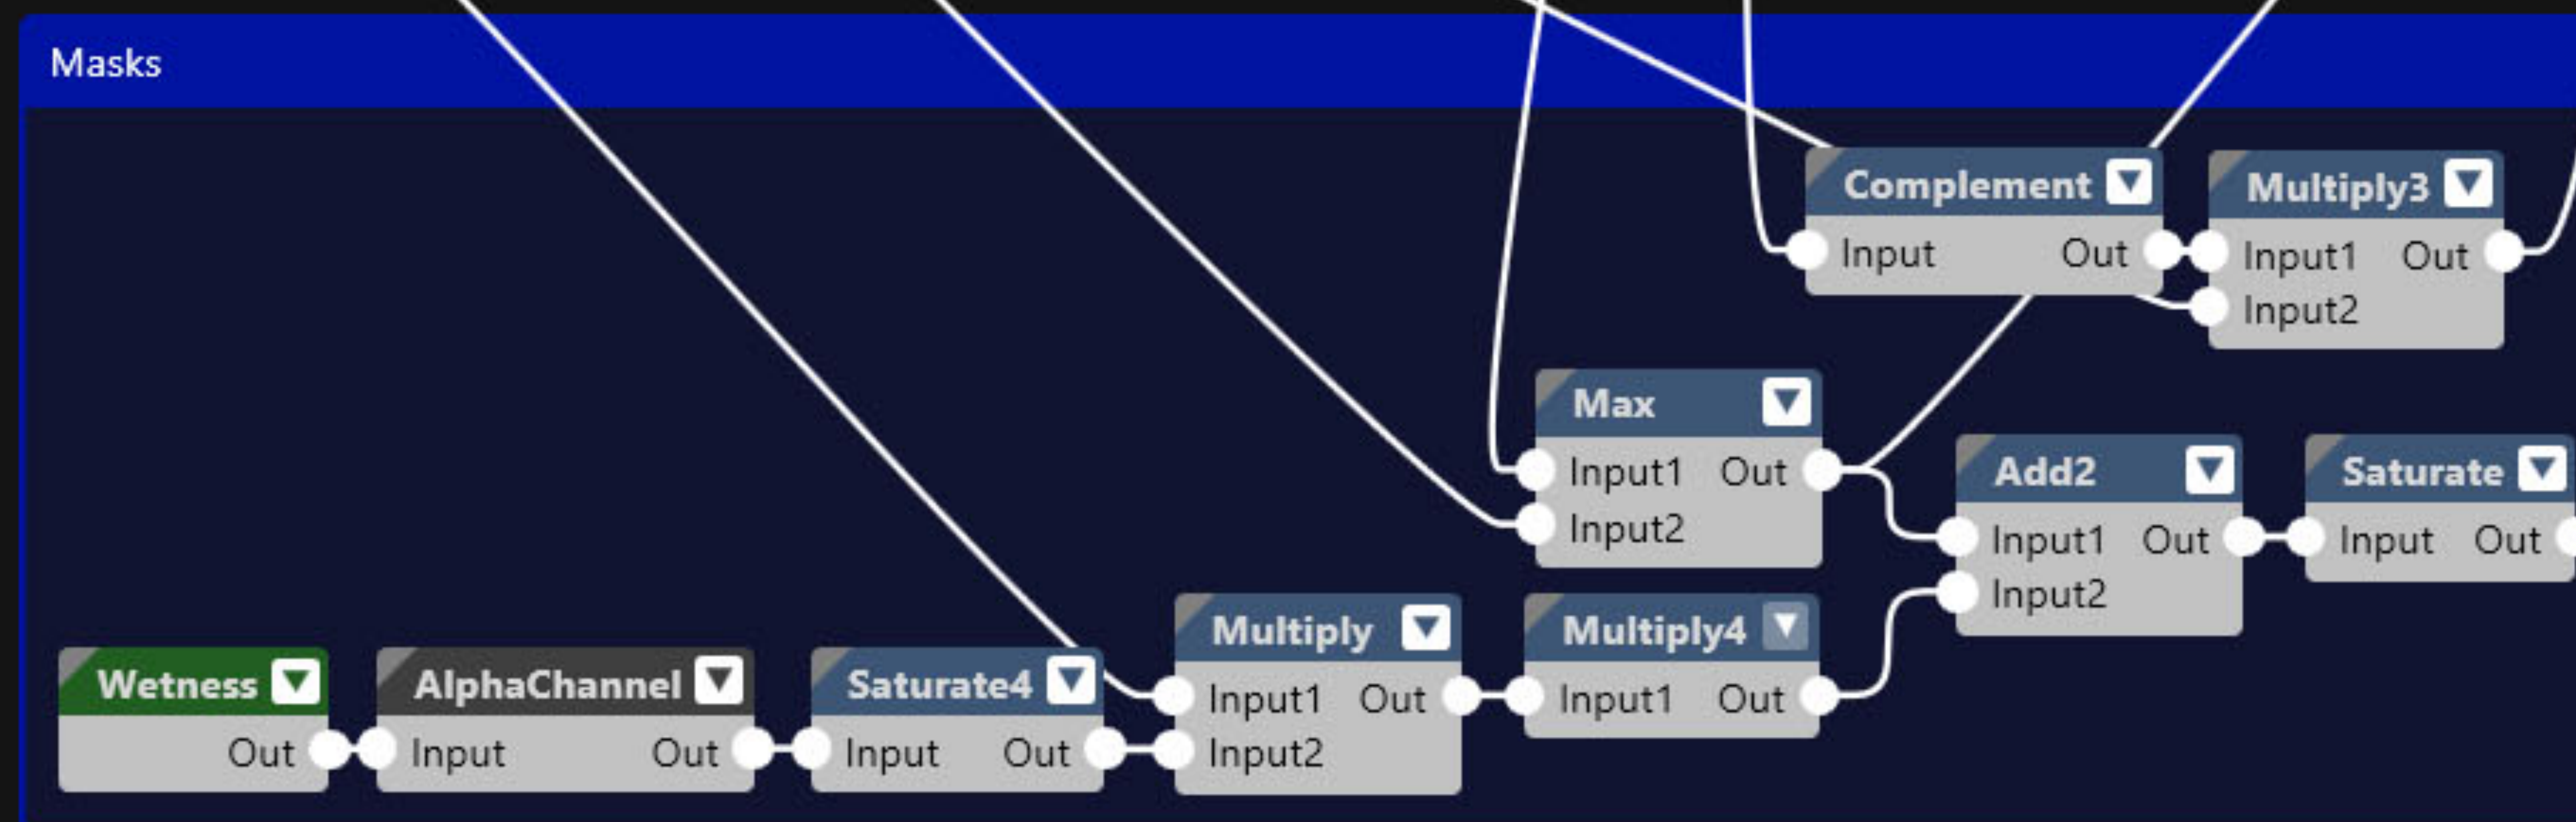 Masks
Complement
Input Out
Multiply3
Input1 Out
Input2
Max
Input1 Out
Input2
Add2
Input1 Out
Input2
Saturate
Input Out
Wetness
Out
AlphaChannel
Input Out
Saturate4
Input Out
Multiply
Input1 Out
Input2
Multiply4
Input1 Out